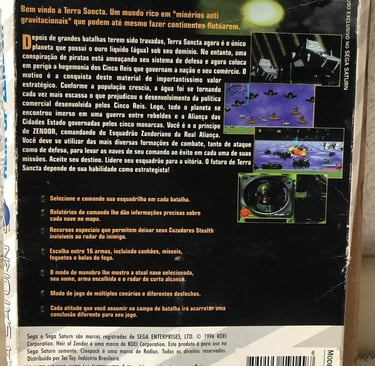 Bem vindo a Terra Sancta. Um mundo rico em "minérios anti
gravitacionais" que podem até mesmo fazer continentes flutuarem.
Depois de grandes batalhas terem sido travadas, Terra Sancta agora é o único
planeta que possui o ouro líquido (água) sob seu domínio. No entanto, uma
conspiração de piratas está ameaçando seu sistema de defesa e agora coloca
em perigo a hegemonia dos Cinco Reis que governam a nação e seu comércio. O
motivo é a conquista deste material de importantíssimo valor
estratégico. Conforme a população crescia, a água foi se tornando
cada vez mais escassa o que prejudicou o desenvolvimento da política
comercial desenvolvida pelos Cinco Reis. Logo, todo o planeta se
encontrou imerso em uma guerra entre rebeldes e a Aliança das
Cidades Estado governadas pelos cinco monarcas. Você é o príncipe
de ZENDOR, comandante do Esquadrão Zandoriano da Real Aliança.
Você deve se utilizar das mais diversas formações de combate, tanto de ataque
como de defesa, para levar as naves de seu comando ao êxito em cada uma de suas
missões. Aceite seu destino. Lidere seu esquadrão para a vitória. O futuro de Terra
Sancta depende de sua habilidade como estrategista!
Selecione e comande sua esquadrilha em cada batalha.
Relatórios de comando lhe dão informações precisas sobre
cada nave no mapa.
Recursos especiais que permitem deixar seus Couzadores Stealth
invisíveis ao radar do inimigo.
Escolha entre 16 armas, incluindo canhões, mísseis,
foguetes e bolas de fogo.
O modo de manobra lhe mostra a atual nave selecionada,
seu nome, arma escolhida e o radar de curto alcance.
Modo de jogo de múltiplos cenários e diferentes desfechos.
Cada atitude que você assumir no campo de batalha irá acarretar uma
conclusão diferente para seu jogo.
Sega e Sega Saturn são marcas registradas de SEGA ENTERPRISES, LTD. © 1996 KOEI
Corporation. Heir of Zendor é uma marca de KOEI Corporation. Este produto é para uso no
Sega Saturn somente. Cinepack é uma marca de Radius. Todos os direitos reservados.
Distribuído por Tec Toy. Indústria Brasileira.
USO EXCLUSIVO NO SEGA SATURN